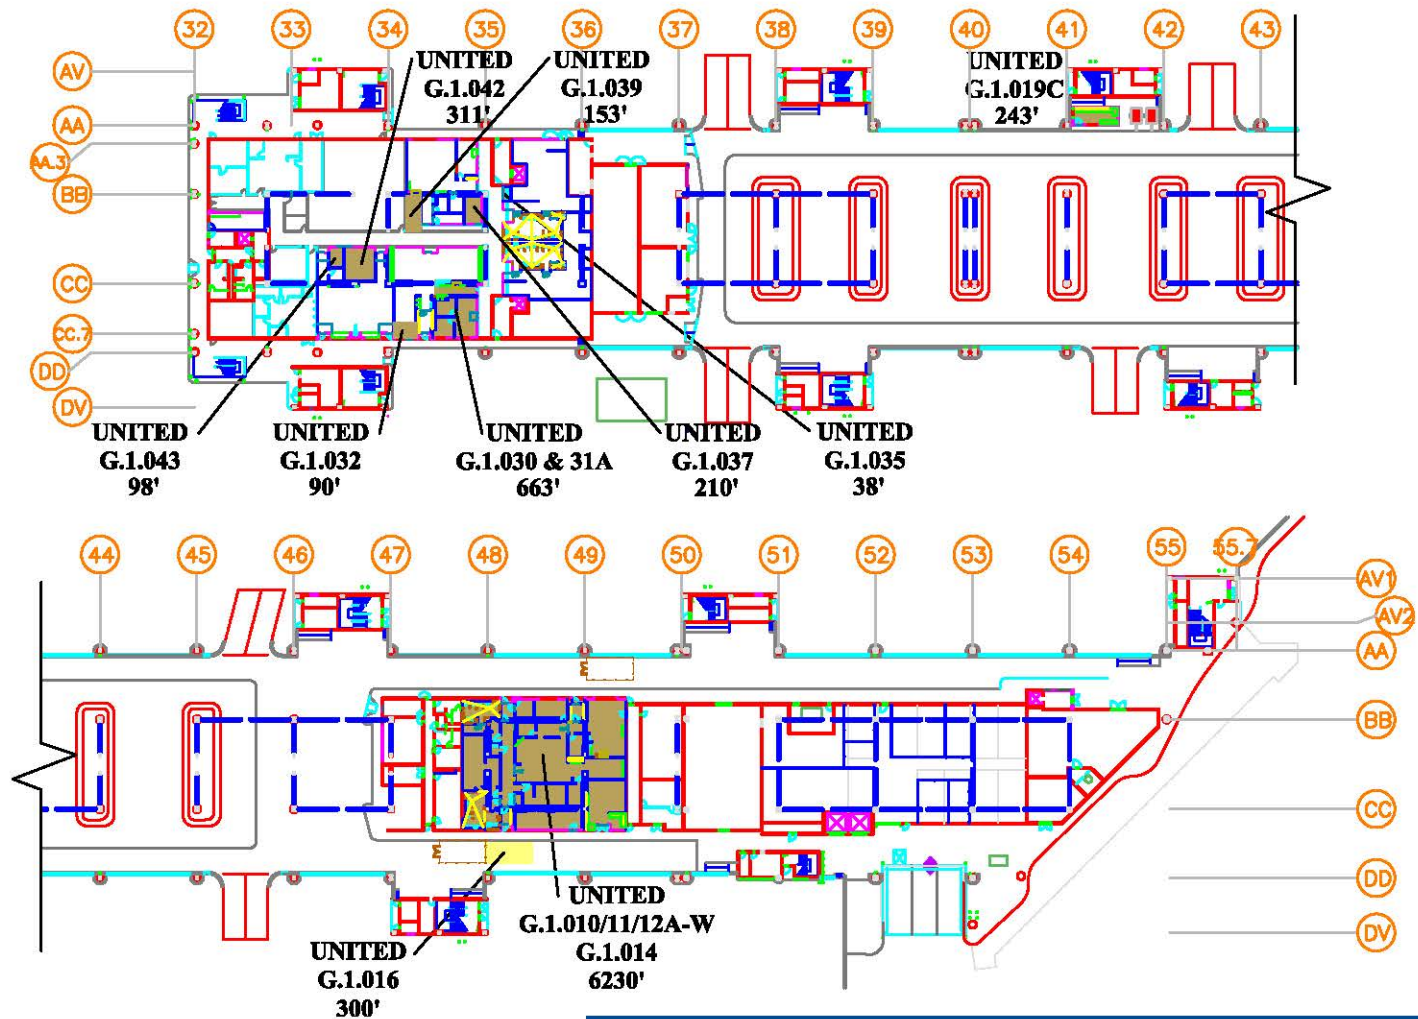 32 33 34 35 36 37 38 39 40 41 42 43
AV
AA
AA.3
BB
CC
CC.7
DD
DV
UNITED
G.1.042
311'
UNITED
G.1.039
153'
UNITED
G.1.019C
243'
UNITED
G.1.043
98'
UNITED
G.1.032
90'
UNITED
G.1.030 & 31A
663'
UNITED
G.1.037
210'
UNITED
G.1.035
38'
44 45 46 47 48 49 50 51 52 53 54 55 55.7
AV1
AV2
AA
BB
CC
DD
DV
UNITED
G.1.016
300'
UNITED
G.1.010/11/12A-W
G.1.014
6230'